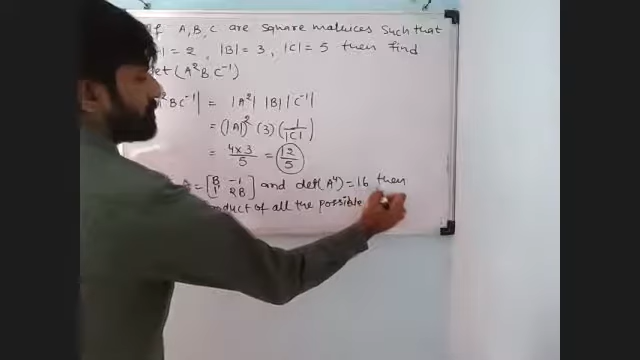 If A, B, C are square matrices such that
| = 2, |B| = 3, |C| = 5 then find
det(A²BC⁻¹)
²BC⁻¹| = |A²| |B| |C⁻¹|
= (|A|)² (3) (1/|C|)
= 4×3/5 = 12/5
= [B -1 1 2B] and det(A⁴) = 16 then
product of all the possible